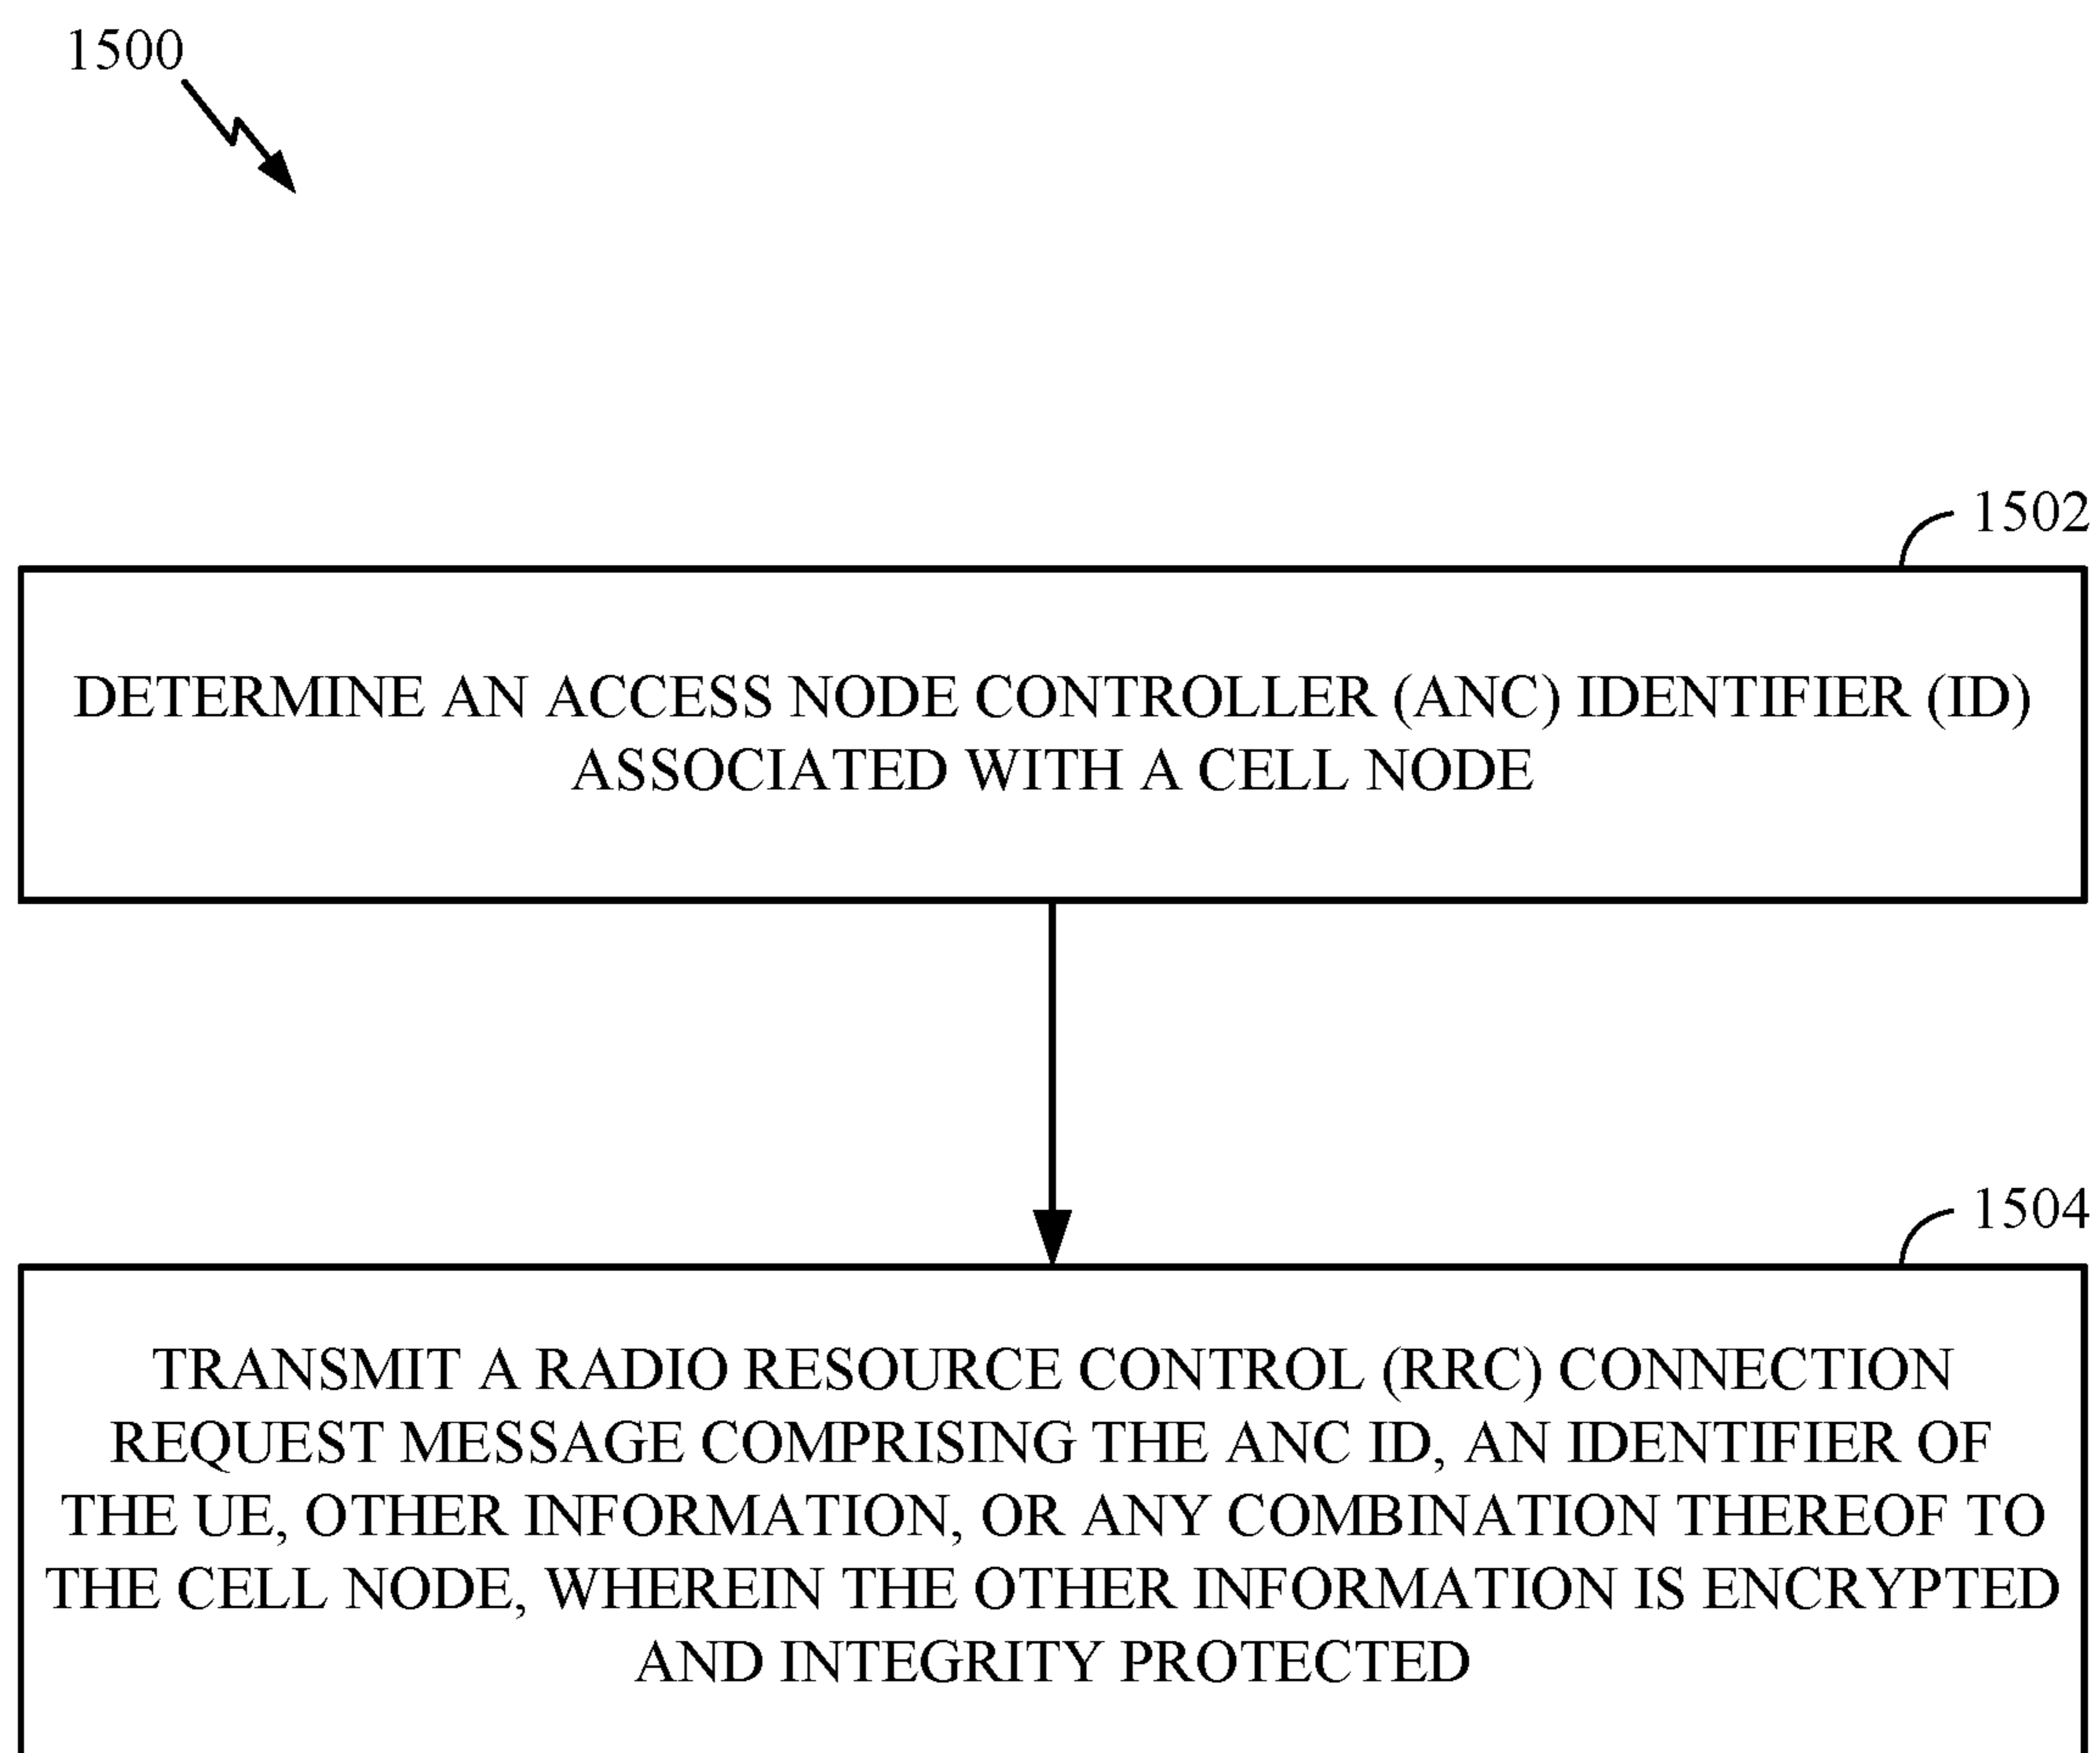 1500
1502
DETERMINE AN ACCESS NODE CONTROLLER (ANC) IDENTIFIER (ID)
ASSOCIATED WITH A CELL NODE
1504
TRANSMIT A RADIO RESOURCE CONTROL (RRC) CONNECTION
REQUEST MESSAGE COMPRISING THE ANC ID, AN IDENTIFIER OF
THE UE, OTHER INFORMATION, OR ANY COMBINATION THEREOF TO
THE CELL NODE, WHEREIN THE OTHER INFORMATION IS ENCRYPTED
AND INTEGRITY PROTECTED